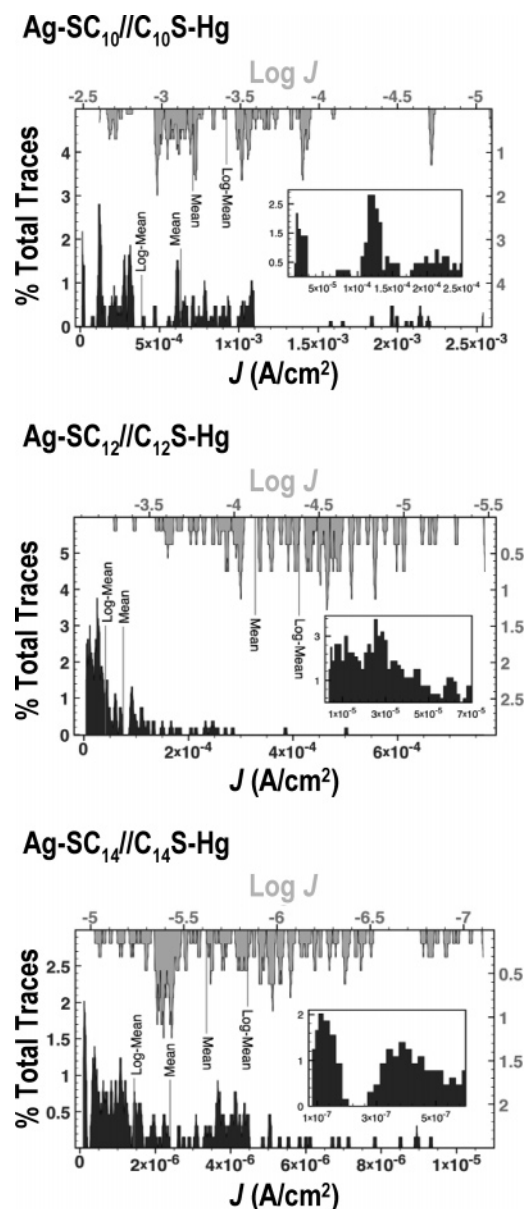 Ag-SC10//C10S-Hg
Log J
-2.5 -3 -3.5 -4 -4.5 -5
% Total Traces
4
3
2
1
0
1
2
3
4
Log-Mean
Mean
Mean
Log-Mean
2.5
1.5
0.5
5×10-5 1×10-4 1.5×10-4 2×10-4 2.5×10-4
0 5×10-4 1×10-3 1.5×10-3 2×10-3 2.5×10-3
J (A/cm2)
Ag-SC12//C12S-Hg
Log J
-3.5 -4 -4.5 -5 -5.5
% Total Traces
5
4
3
2
1
0
0.5
1
1.5
2
2.5
Log-Mean
Mean
Mean
Log-Mean
3
2
1
1×10-5 3×10-5 5×10-5 7×10-5
0 2×10-4 4×10-4 6×10-4
J (A/cm2)
Ag-SC14//C14S-Hg
Log J
-5 -5.5 -6 -6.5 -7
% Total Traces
2.5
2
1.5
1
0.5
0.5
1
1.5
2
Log-Mean
Mean
Mean
Log-Mean
2
1
0
1×10-7 3×10-7 5×10-7
0 2×10-6 4×10-6 6×10-6 8×10-6 1×10-5
J (A/cm2)